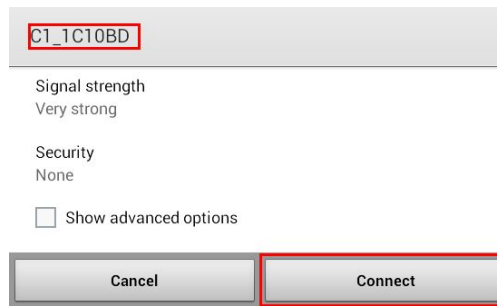 C1_1C10BD
Signal strength
Very strong
Security
None
Show advanced options
Cancel
Connect